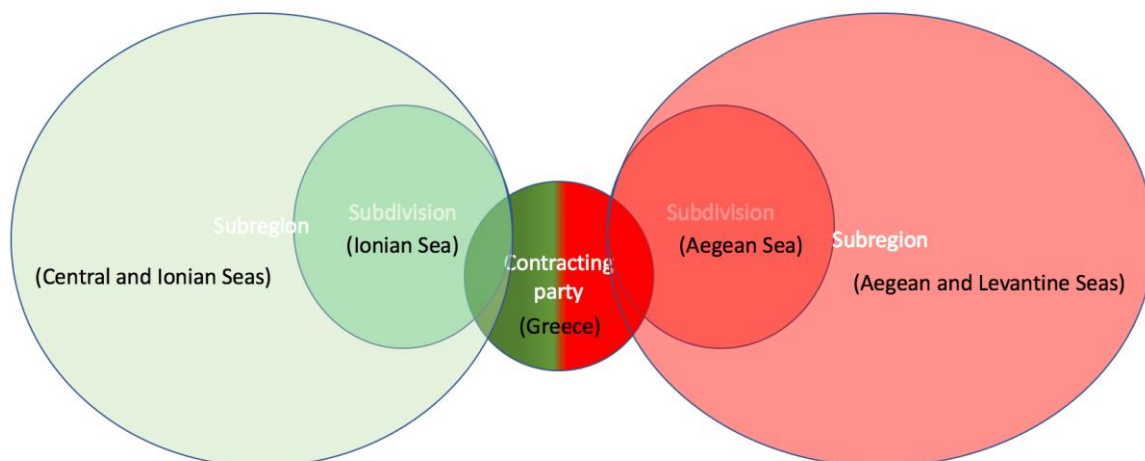 Subregion
(Central and Ionian Seas)
Subdivision
(Ionian Sea)
Contracting
party
(Greece)
Subdivision
(Aegean Sea)
Subregion
(Aegean and Levantine Seas)